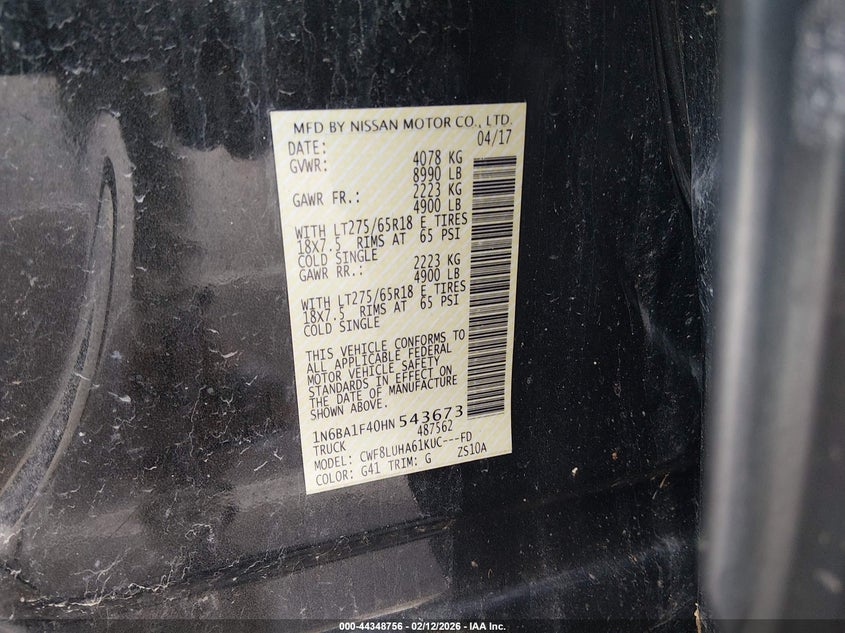 MFD BY NISSAN MOTOR CO., LTD.
DATE: 04/17
GVWR: 4078 KG
8990 LB
GAWR FR.: 2223 KG
4900 LB
WITH LT275/65R18 E TIRES
18X7.5 RIMS AT 65 PSI
COLD SINGLE
GAWR RR.: 2223 KG
4900 LB
WITH LT275/65R18 E TIRES
18X7.5 RIMS AT 65 PSI
COLD SINGLE
THIS VEHICLE CONFORMS TO
ALL APPLICABLE FEDERAL
MOTOR VEHICLE SAFETY
STANDARDS IN EFFECT ON
THE DATE OF MANUFACTURE
SHOWN ABOVE.
1N6BA1F40HN543673
TRUCK 487562
MODEL: CWF8LUHA61KUC---FD
COLOR: G41 TRIM: G ZS10A
000-44348756 - 02/12/2026 - IAA Inc.